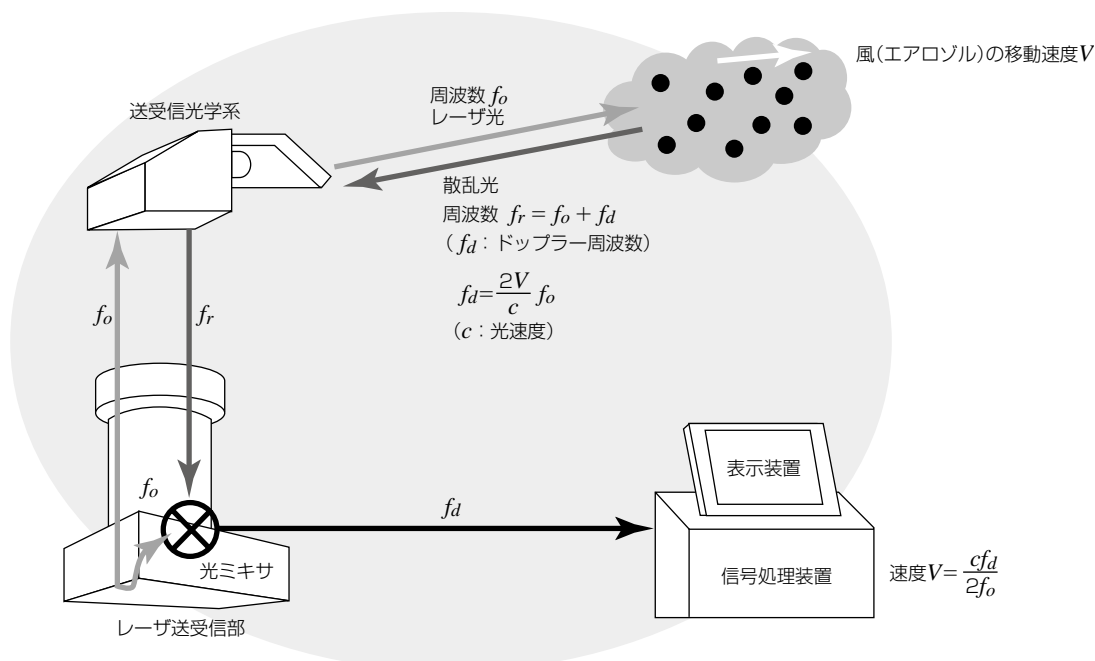 風(エアロゾル)の移動速度V
送受信光学系
周波数 fo
レーザ光
散乱光
周波数 fr = fo + fd
(fd：ドップラー周波数)
fd=2V/c fo
(c：光速度)
fo
fr
fo
fd
光ミキサ
レーザ送受信部
表示装置
信号処理装置
速度V= cfd/2fo